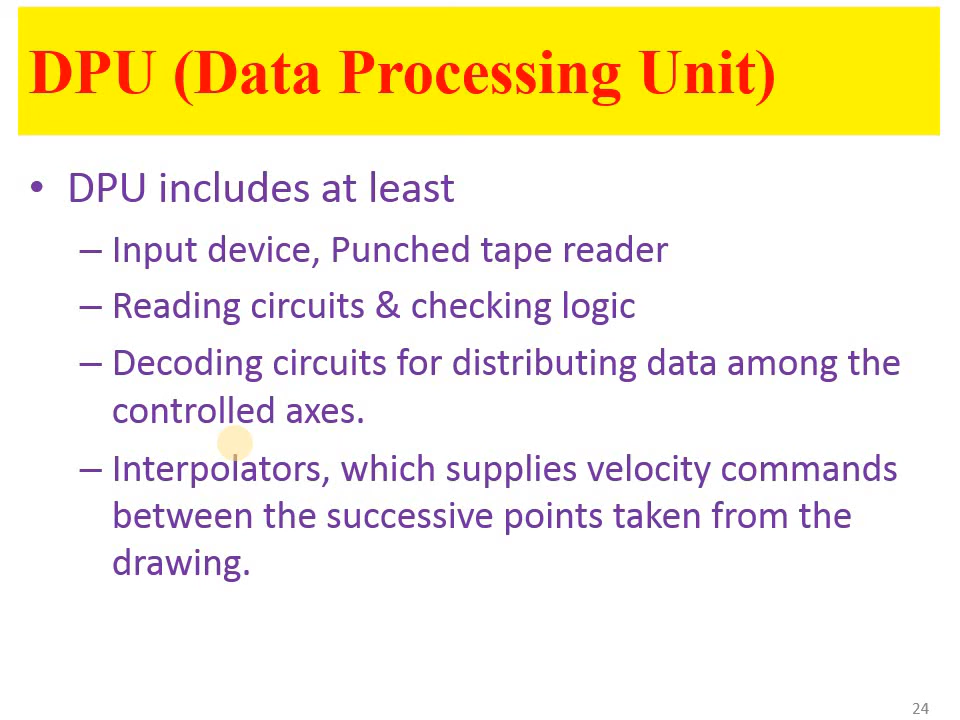 DPU (Data Processing Unit)
• DPU includes at least
– Input device, Punched tape reader
– Reading circuits & checking logic
– Decoding circuits for distributing data among the
controlled axes.
– Interpolators, which supplies velocity commands
between the successive points taken from the
drawing.
24